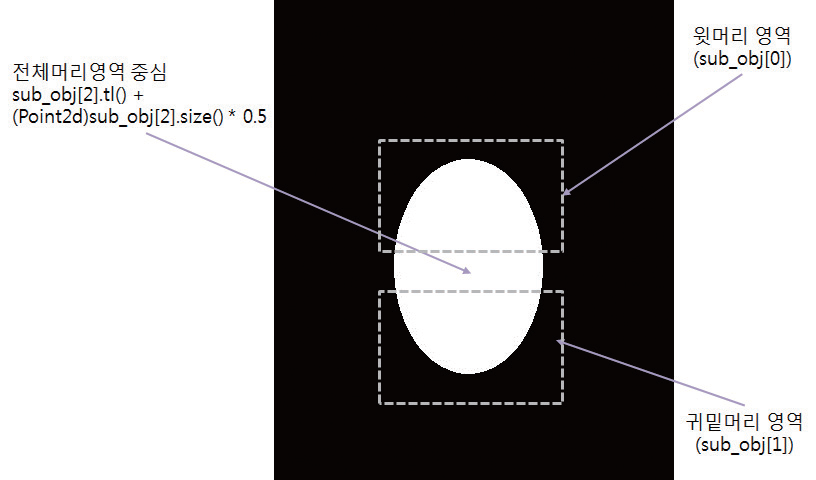 전체머리영역 중심
sub_obj[2].tl() +
(Point2d)sub_obj[2].size() * 0.5
윗머리 영역
(sub_obj[0])
귀밑머리 영역
(sub_obj[1])